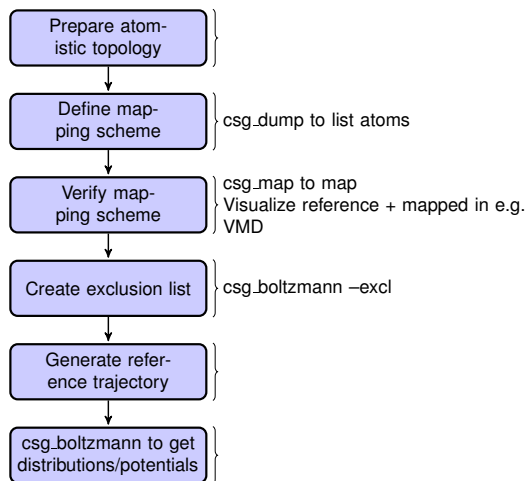 Prepare atom-
istic topology
Define map-
ping scheme
csg_dump to list atoms
Verify map-
ping scheme
csg_map to map
Visualize reference + mapped in e.g.
VMD
Create exclusion list
csg_boltzmann –excl
Generate refer-
ence trajectory
csg_boltzmann to get
distributions/potentials